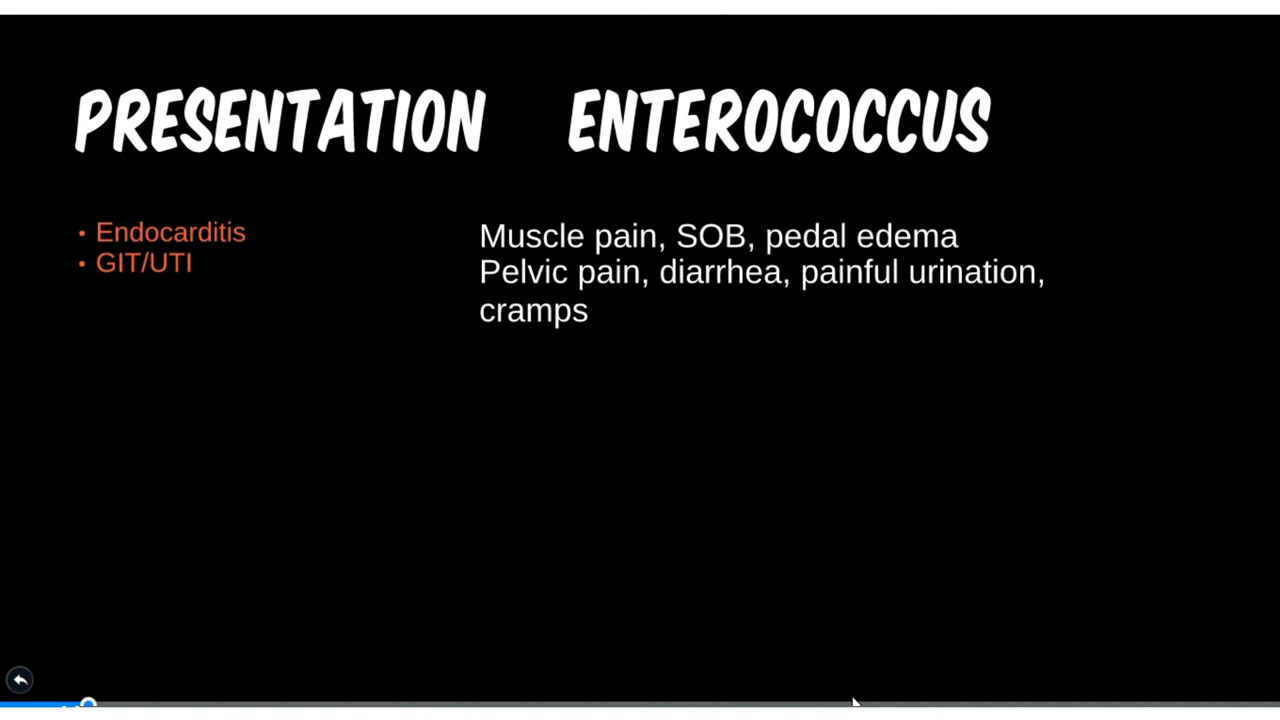 PRESENTATION ENTEROCOCCUS
• Endocarditis
• GIT/UTI
Muscle pain, SOB, pedal edema
Pelvic pain, diarrhea, painful urination,
cramps